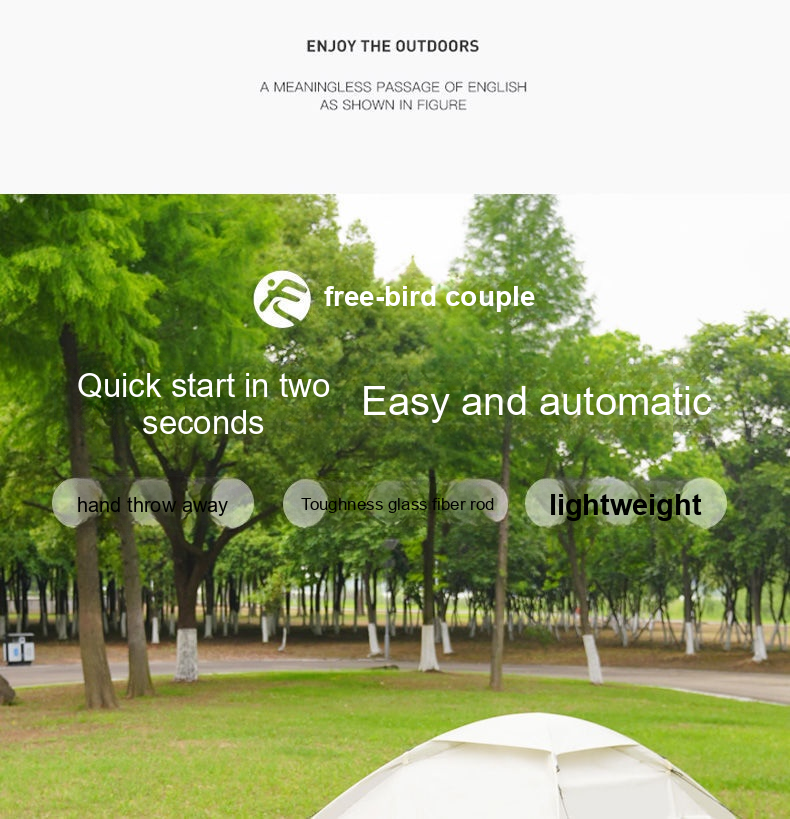 ENJOY THE OUTDOORS
A MEANINGLESS PASSAGE OF ENGLISH
AS SHOWN IN FIGURE
free-bird couple
Quick start in two
seconds
Easy and automatic
hand throw away
Toughness glass fiber rod
lightweight